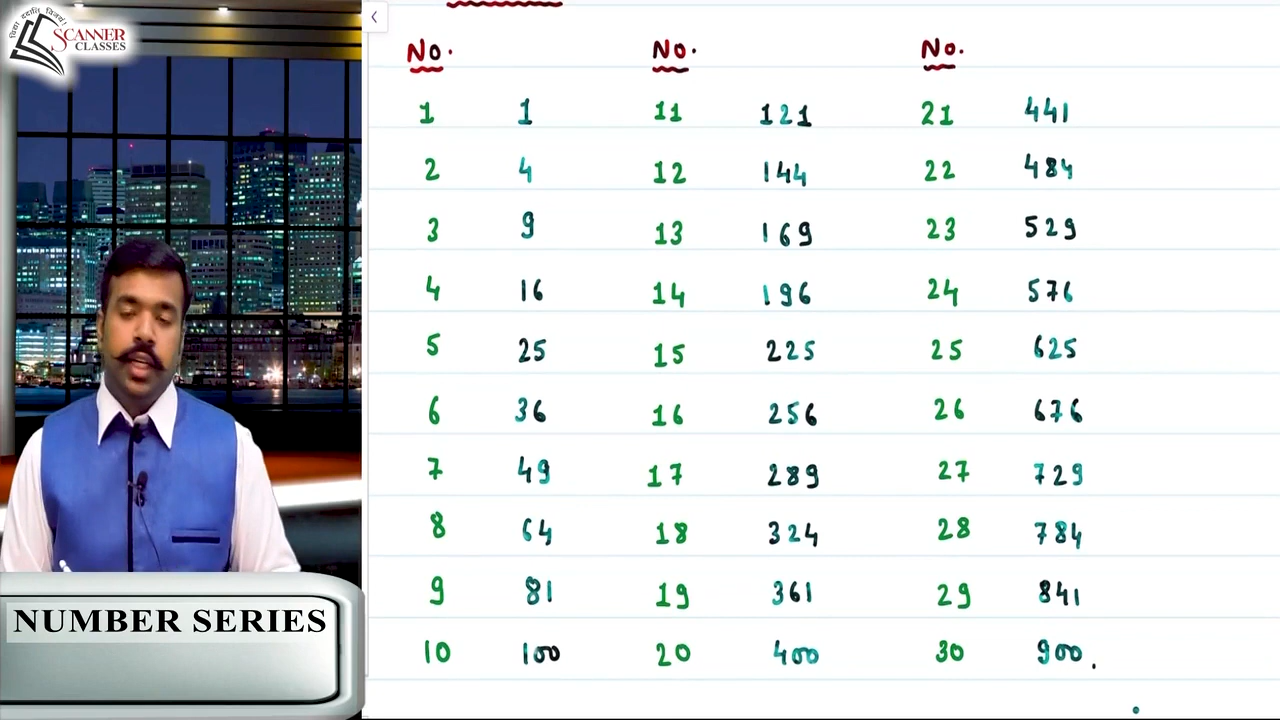 विद्या ददाति विनयं।
SCANNER
CLASSES
NUMBER SERIES
No. No. No.
1 1 11 121 21 441
2 4 12 144 22 484
3 9 13 169 23 529
4 16 14 196 24 576
5 25 15 225 25 625
6 36 16 256 26 676
7 49 17 289 27 729
8 64 18 324 28 784
9 81 19 361 29 841
10 100 20 400 30 900.